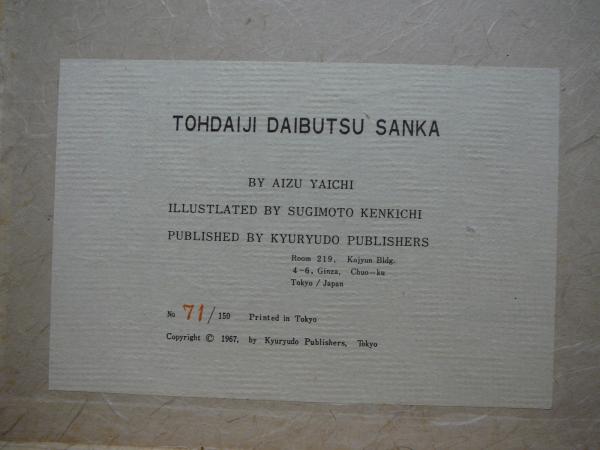 TOHDAIJI DAIBUTSU SANKA
BY AIZU YAICHI
ILLUSTLATED BY SUGIMOTO KENKICHI
PUBLISHED BY KYURYUDO PUBLISHERS
Room 219, Kojyun Bldg.
4-6, Ginza, Chuo-ku
Tokyo / Japan
No 71 / 150 Printed in Tokyo
Copyright © 1967, by Kyuryudo Publishers, Tokyo